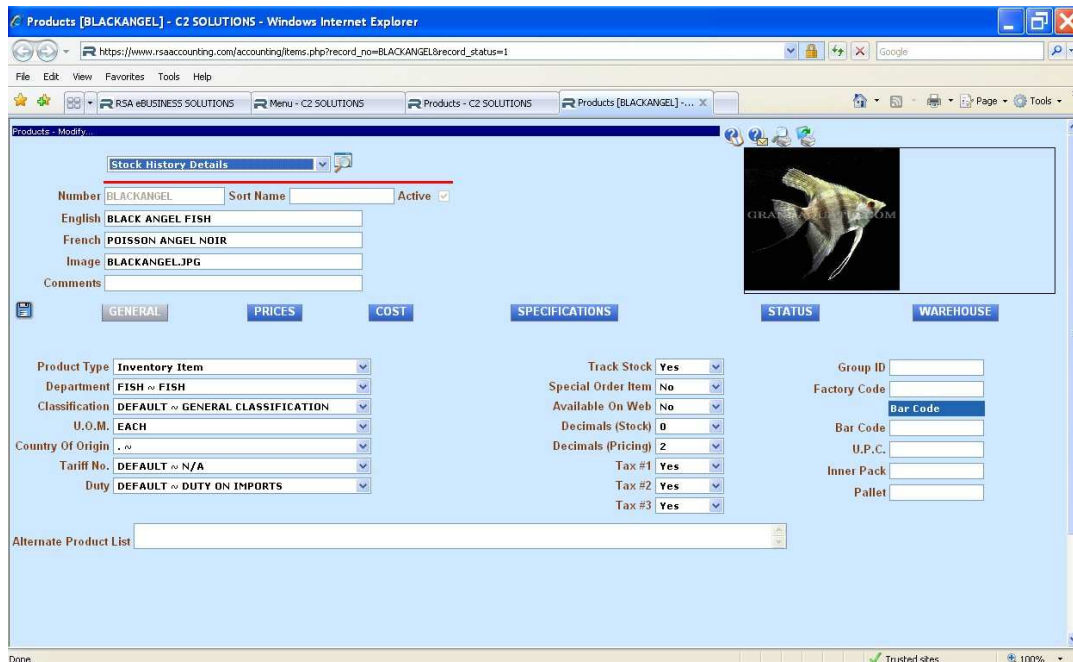 Products [BLACKANGEL] - C2 SOLUTIONS - Windows Internet Explorer
https://www.rsaaccounting.com/accounting/items.php?record_no=BLACKANGEL&record_status=1
Google
File Edit View Favorites Tools Help
RSA eBUSINESS SOLUTIONS Menu - C2 SOLUTIONS Products - C2 SOLUTIONS Products [BLACKANGEL] -... X Page Tools
Products - Modify...
Stock History Details
Number BLACKANGEL Sort Name Active
English BLACK ANGEL FISH
French POISSON ANGEL NOIR
Image BLACKANGEL.JPG
Comments
GENERAL PRICES COST SPECIFICATIONS STATUS WAREHOUSE
Product Type Inventory Item Track Stock Yes Group ID
Department FISH ~ FISH Special Order Item No Factory Code
Classification DEFAULT ~ GENERAL CLASSIFICATION Available On Web No Bar Code
U.O.M. EACH Decimals (Stock) 0 Bar Code
Country Of Origin . ~ Decimals (Pricing) 2 U.P.C.
Tariff No. DEFAULT ~ N/A Tax #1 Yes Inner Pack
Duty DEFAULT ~ DUTY ON IMPORTS Tax #2 Yes Pallet
Tax #3 Yes
Alternate Product List
Done Trusted sites 100%